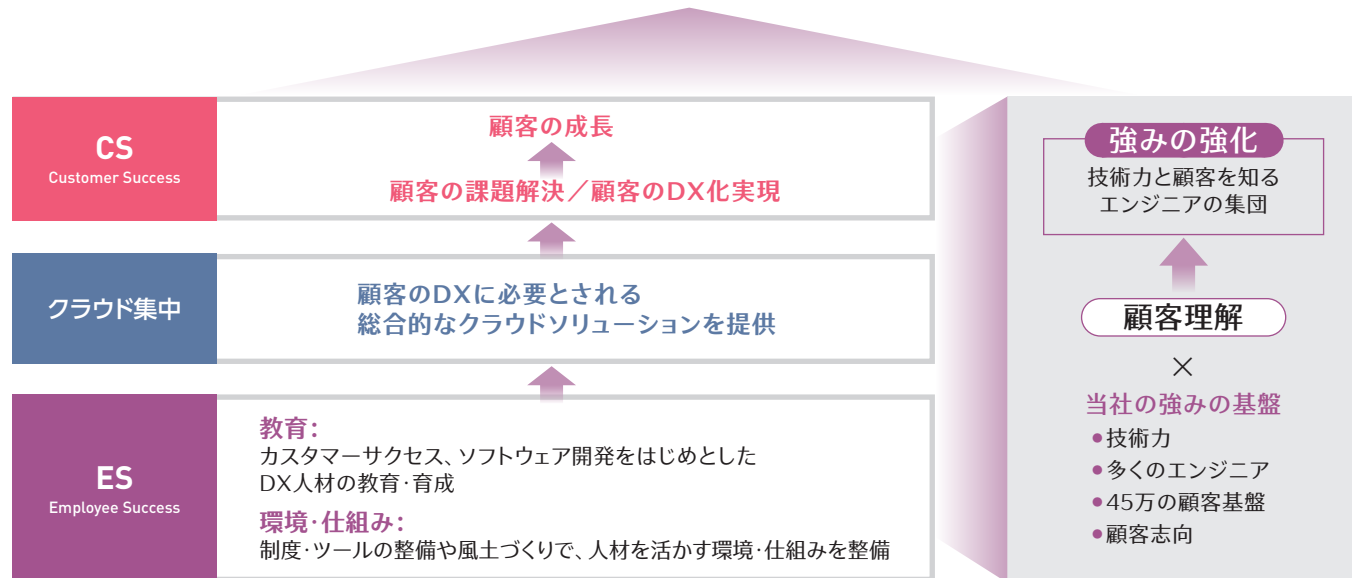 CS
Customer Success
顧客の成長
顧客の課題解決／顧客のDX化実現
クラウド集中
顧客のDXに必要とされる
総合的なクラウドソリューションを提供
ES
Employee Success
教育：
カスタマーサクセス、ソフトウェア開発をはじめとした
DX人材の教育・育成
環境・仕組み：
制度・ツールの整備や風土づくりで、人材を活かす環境・仕組みを整備
強みの強化
技術力と顧客を知る
エンジニアの集団
顧客理解
×
当社の強みの基盤
●技術力
●多くのエンジニア
●45万の顧客基盤
●顧客志向